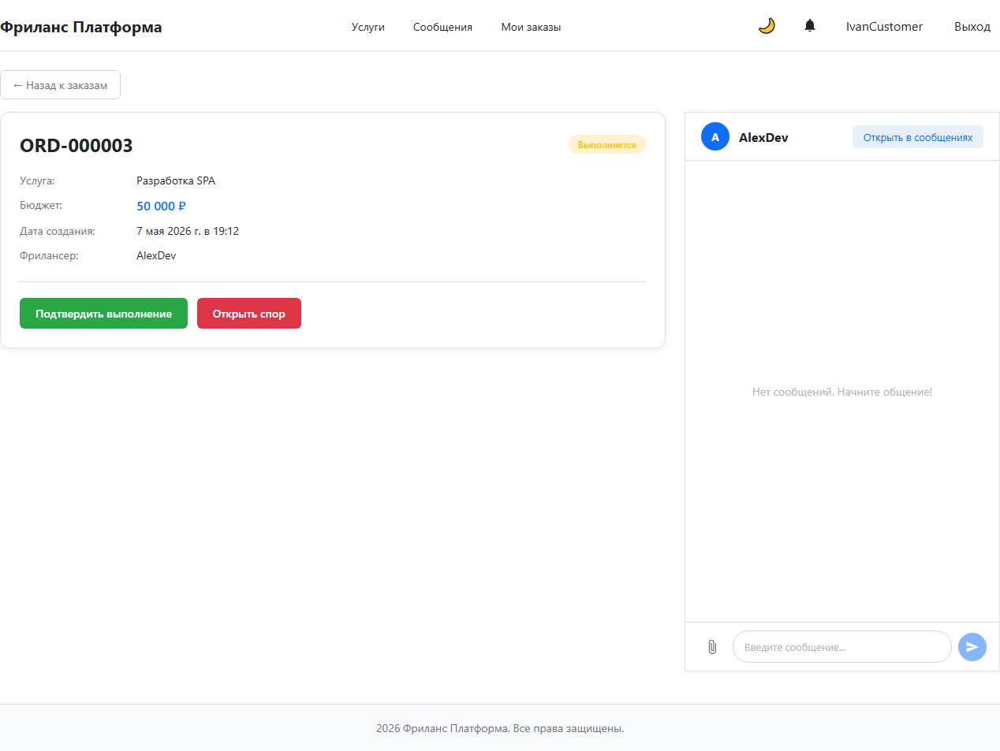 Фриланс Платформа
Услуги
Сообщения
Мои заказы
IvanCustomer
Выход
← Назад к заказам
ORD-000003
Выполняется
Услуга:
Разработка SPA
Бюджет:
50 000 ₽
Дата создания:
7 мая 2026 г. в 19:12
Фрилансер:
AlexDev
Подтвердить выполнение
Открыть спор
A
AlexDev
Открыть в сообщениях
Нет сообщений. Начните общение!
Введите сообщение...
2026 Фриланс Платформа. Все права защищены.